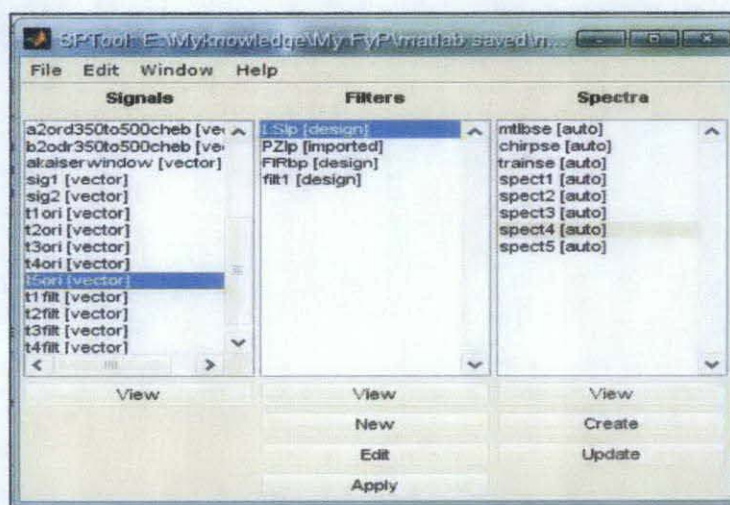 SPTool: E:\Myknowledge\My FyP\matlab saved\n...
File Edit Window Help
Signals
a2ord350to500cheb [ve
b2odr350to500cheb [ve
akaiserwindow [vector]
sig1 [vector]
sig2 [vector]
t1ori [vector]
t2ori [vector]
t3ori [vector]
t4ori [vector]
t5ori [vector]
t1filt [vector]
t2filt [vector]
t3filt [vector]
t4filt [vector]
View
Filters
LSlp [design]
PZlp [imported]
FIRbp [design]
filt1 [design]
View
New
Edit
Apply
Spectra
mtlbse [auto]
chirpse [auto]
trainse [auto]
spect1 [auto]
spect2 [auto]
spect3 [auto]
spect4 [auto]
spect5 [auto]
View
Create
Update